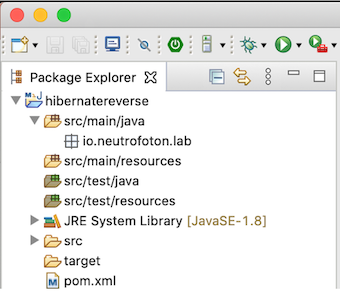 Package Explorer
hibernatereverse
src/main/java
io.neutrofoton.lab
src/main/resources
src/test/java
src/test/resources
JRE System Library [JavaSE-1.8]
src
target
pom.xml